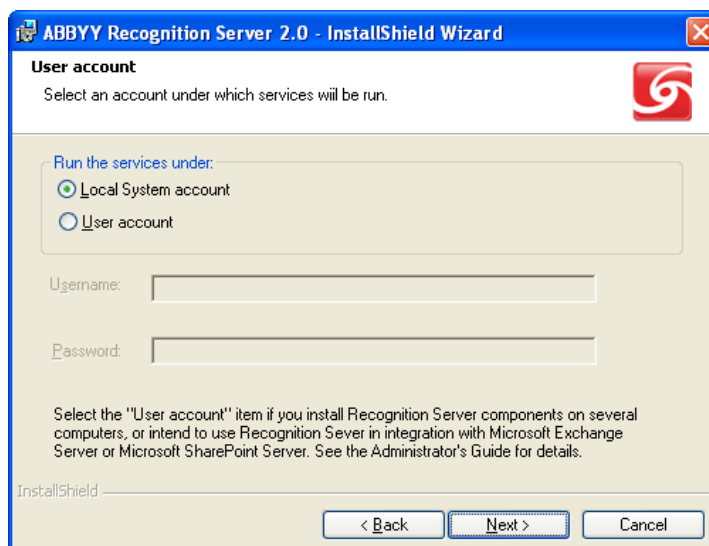 ABBYY Recognition Server 2.0 - InstallShield Wizard
User account
Select an account under which services wiil be run.
Run the services under:
Local System account
User account
Username:
Password:
Select the "User account" item if you install Recognition Server components on several
computers, or intend to use Recognition Sever in integration with Microsoft Exchange
Server or Microsoft SharePoint Server. See the Administrator's Guide for details.
InstallShield
< Back Next > Cancel